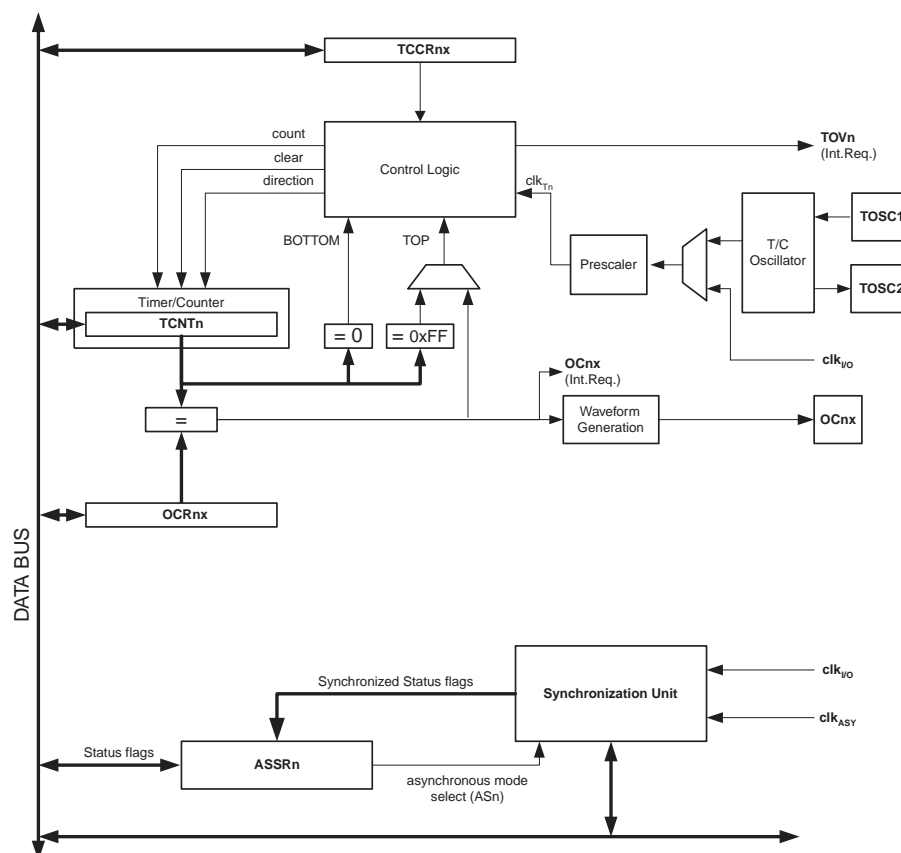 TCCRnx
count
clear
direction
Control Logic
TOVn
(Int.Req.)
clkTn
BOTTOM
TOP
TOSC1
T/C
Oscillator
Prescaler
TOSC2
Timer/Counter
TCNTn
= 0
= 0xFF
clkI/O
OCnx
(Int.Req.)
=
Waveform
Generation
OCnx
OCRnx
DATA BUS
Synchronized Status flags
Synchronization Unit
clkI/O
clkASY
Status flags
ASSRn
asynchronous mode
select (ASn)